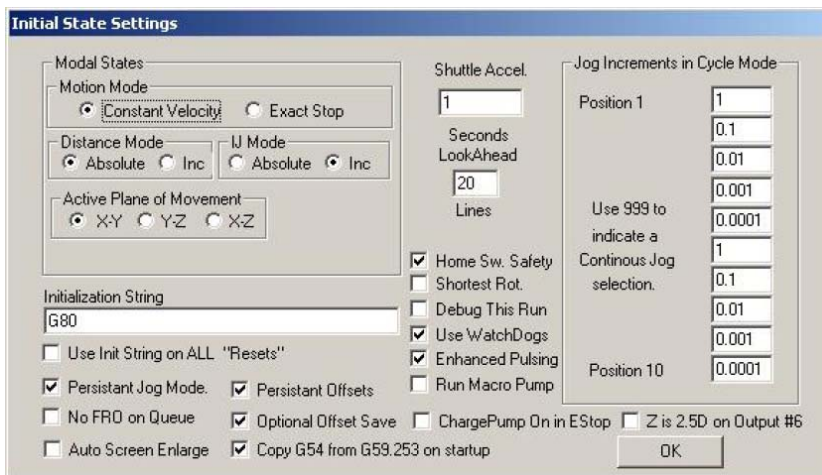 Initial State Settings
Modal States
Motion Mode
Constant Velocity
Exact Stop
Distance Mode
Absolute
Inc
IJ Mode
Absolute
Inc
Active Plane of Movement
X-Y
Y-Z
X-Z
Initialization String
G80
Use Init String on ALL "Resets"
Persistant Jog Mode.
Persistant Offsets
No FRO on Queue
Optional Offset Save
Auto Screen Enlarge
Copy G54 from G59.253 on startup
Shuttle Accel.
1
Seconds
LookAhead
20
Lines
Home Sw. Safety
Shortest Rot.
Debug This Run
Use WatchDogs
Enhanced Pulsing
Run Macro Pump
ChargePump On in EStop
Z is 2.5D on Output #6
Jog Increments in Cycle Mode
Position 1
1
0.1
0.01
0.001
0.0001
1
0.1
0.01
0.001
0.0001
Use 999 to
indicate a
Continous Jog
selection.
Position 10
OK